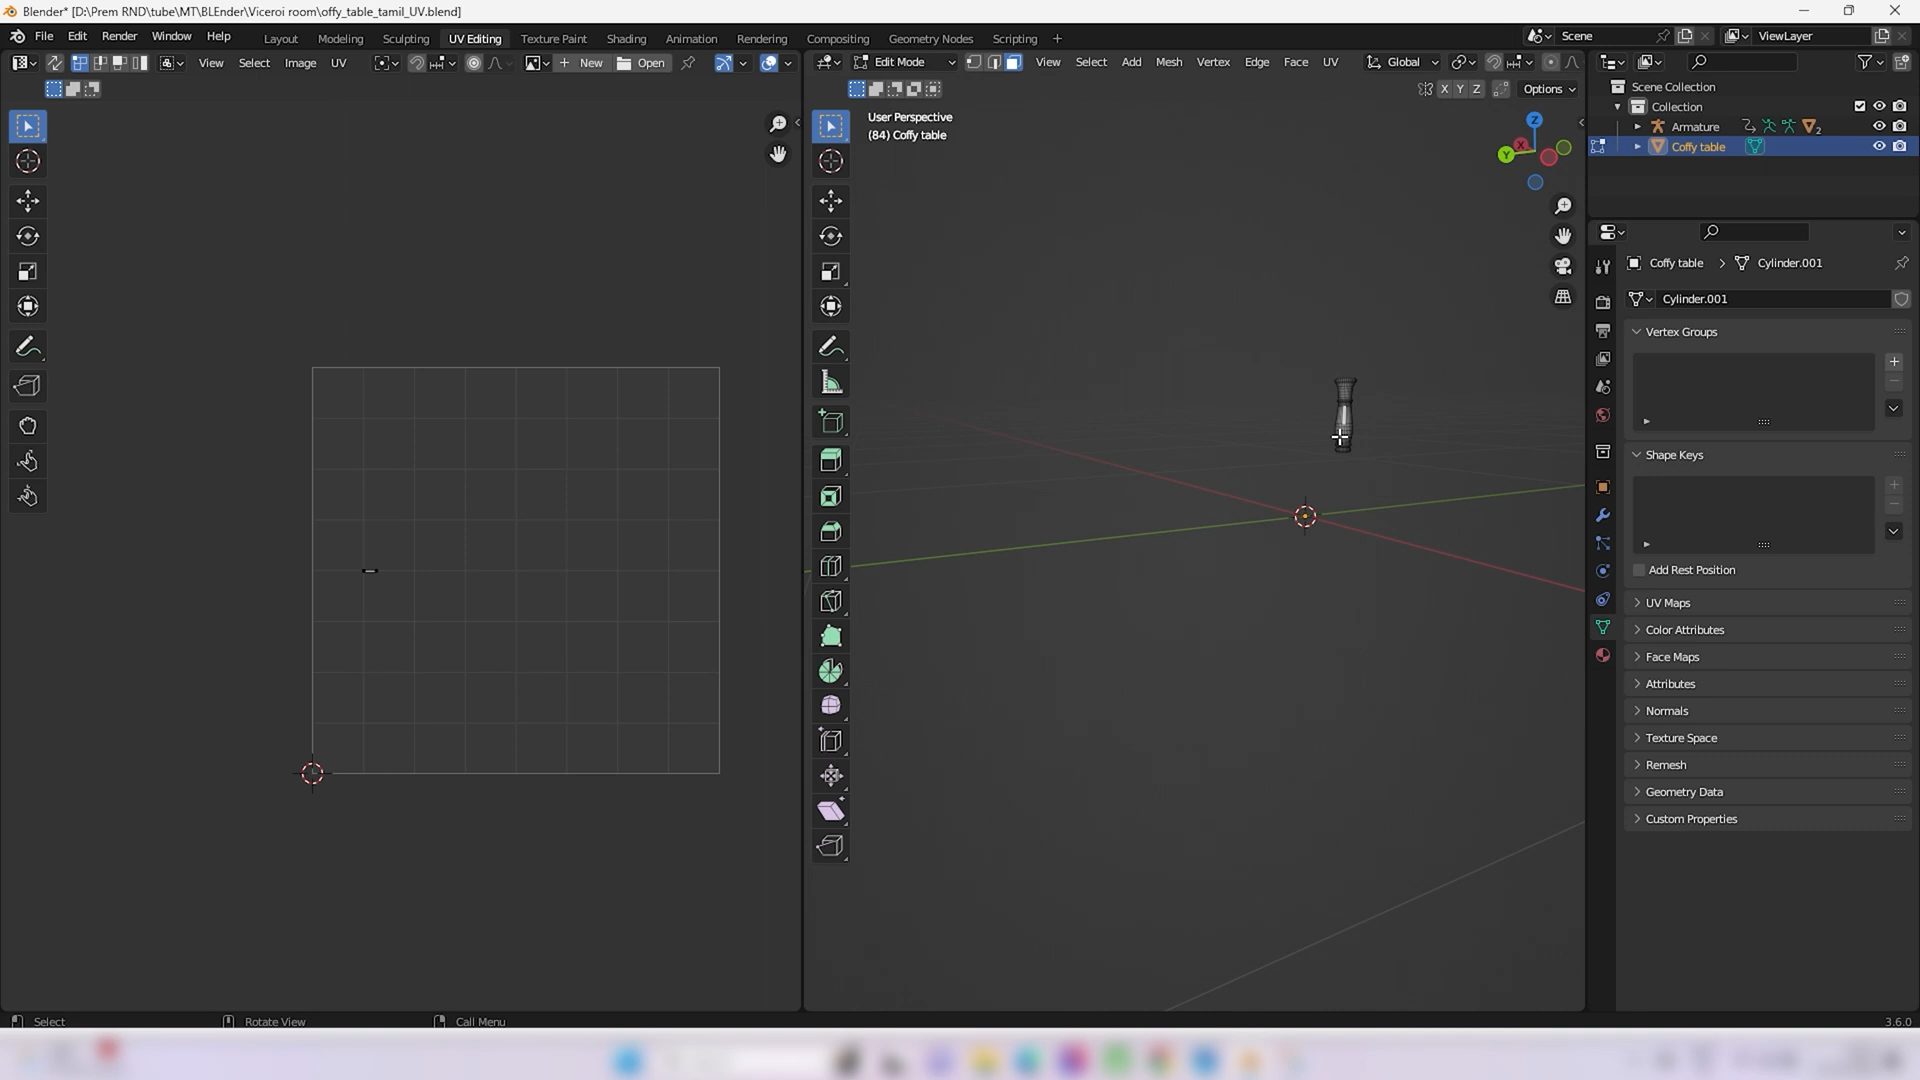 Blender* [D:\Prem RND\tube\MT\BLEnder\Viceroi room\offy_table_tamil_UV.blend]
File Edit Render Window Help Layout Modeling Sculpting UV Editing Texture Paint Shading Animation Rendering Compositing Geometry Nodes Scripting + Scene ViewLayer
View Select Image UV New Open Edit Mode View Select Add Mesh Vertex Edge Face UV Global
X Y Z Options
User Perspective
(84) Coffy table
Z
X
Y
Scene Collection
Collection
Armature 2
Coffy table
Coffy table > Cylinder.001
Cylinder.001
Vertex Groups
Shape Keys
Add Rest Position
UV Maps
Color Attributes
Face Maps
Attributes
Normals
Texture Space
Remesh
Geometry Data
Custom Properties
Select Rotate View Call Menu 3.6.0